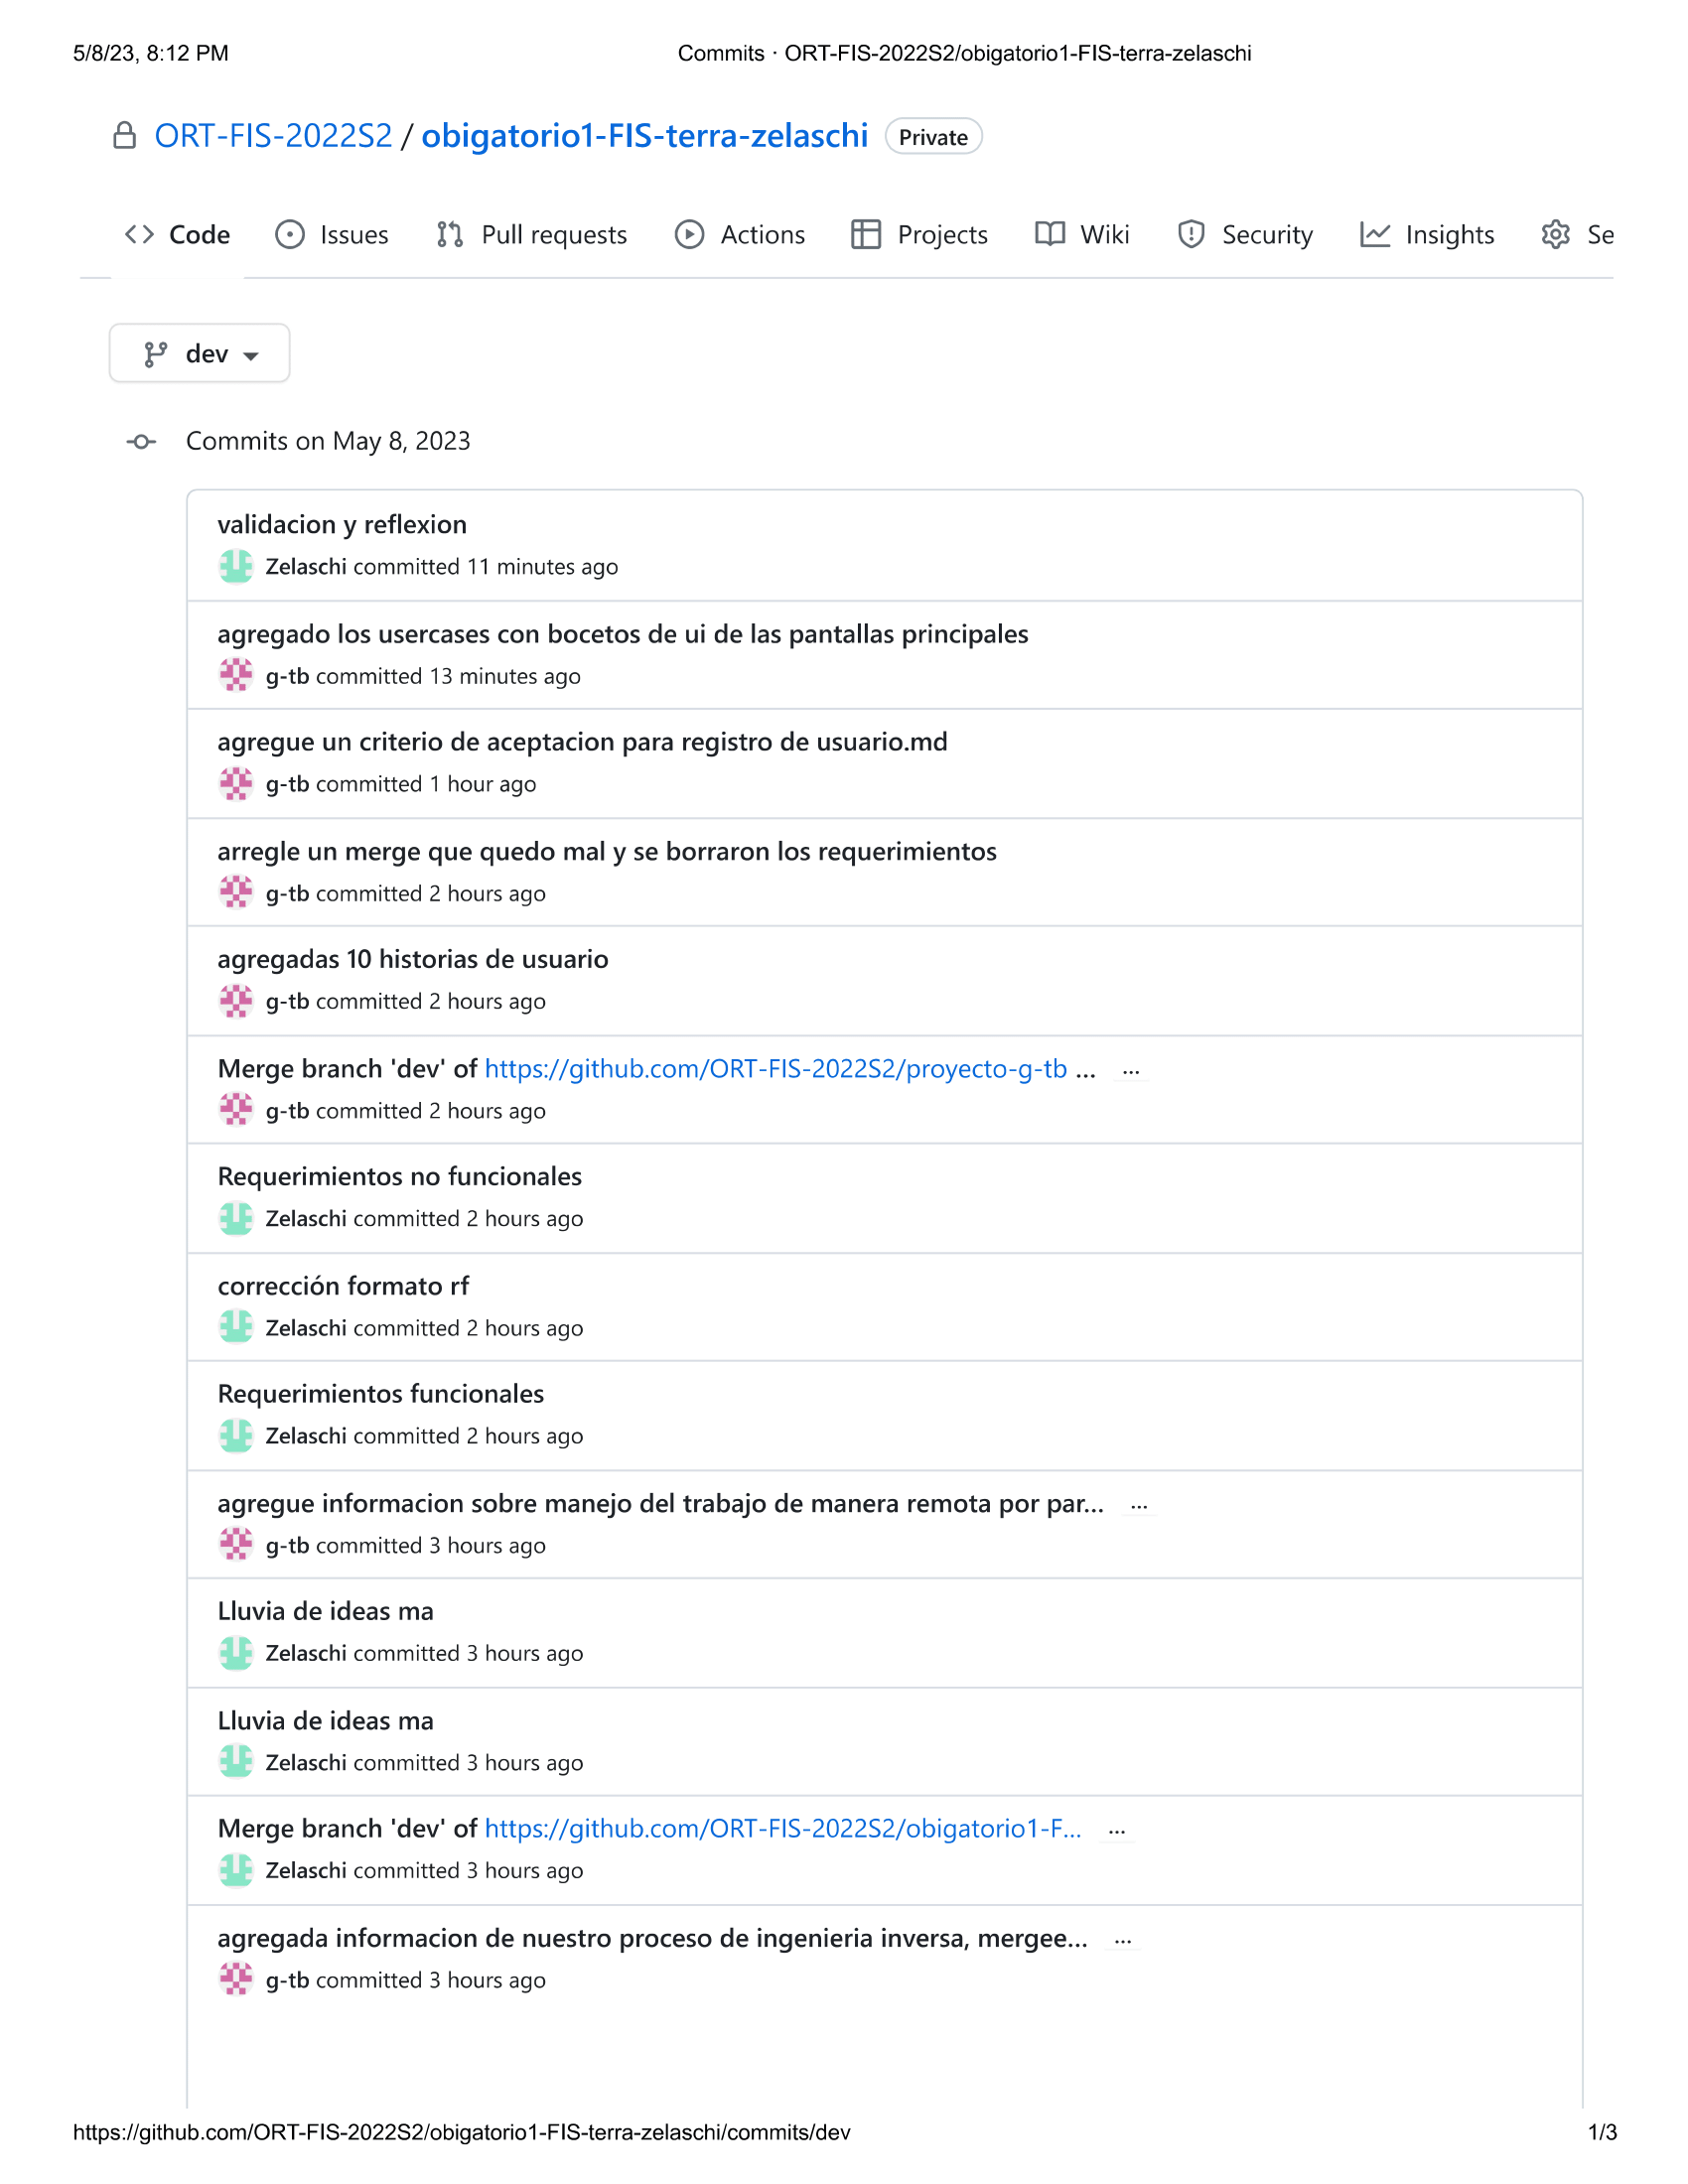 5/8/23, 8:12 PM
Commits · ORT-FIS-2022S2/obigatorio1-FIS-terra-zelaschi
ORT-FIS-2022S2 / obigatorio1-FIS-terra-zelaschi Private
Code Issues Pull requests Actions Projects Wiki Security Insights Se
dev
Commits on May 8, 2023
validacion y reflexion
Zelaschi committed 11 minutes ago
agregado los usercases con bocetos de ui de las pantallas principales
g-tb committed 13 minutes ago
agregue un criterio de aceptacion para registro de usuario.md
g-tb committed 1 hour ago
arregle un merge que quedo mal y se borraron los requerimientos
g-tb committed 2 hours ago
agregadas 10 historias de usuario
g-tb committed 2 hours ago
Merge branch 'dev' of https://github.com/ORT-FIS-2022S2/proyecto-g-tb ... ...
g-tb committed 2 hours ago
Requerimientos no funcionales
Zelaschi committed 2 hours ago
corrección formato rf
Zelaschi committed 2 hours ago
Requerimientos funcionales
Zelaschi committed 2 hours ago
agregue informacion sobre manejo del trabajo de manera remota por par... ...
g-tb committed 3 hours ago
Lluvia de ideas ma
Zelaschi committed 3 hours ago
Lluvia de ideas ma
Zelaschi committed 3 hours ago
Merge branch 'dev' of https://github.com/ORT-FIS-2022S2/obigatorio1-F... ...
Zelaschi committed 3 hours ago
agregada informacion de nuestro proceso de ingenieria inversa, mergee... ...
g-tb committed 3 hours ago
https://github.com/ORT-FIS-2022S2/obigatorio1-FIS-terra-zelaschi/commits/dev
1/3